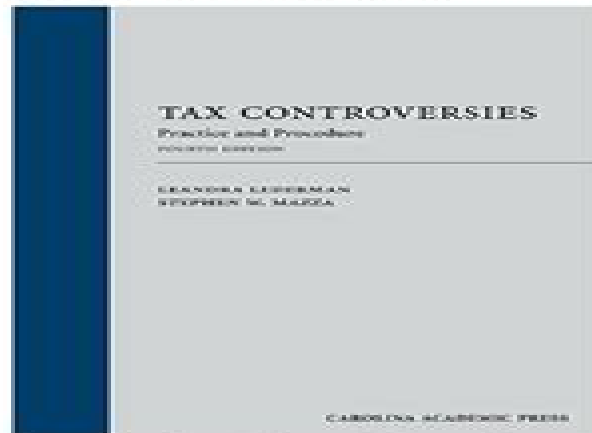 TAX CONTROVERSIES
Practice and Procedure
FOURTH EDITION
LEANDRA LEDERMAN
STEPHEN W. MAZZA
CAROLINA ACADEMIC PRESS